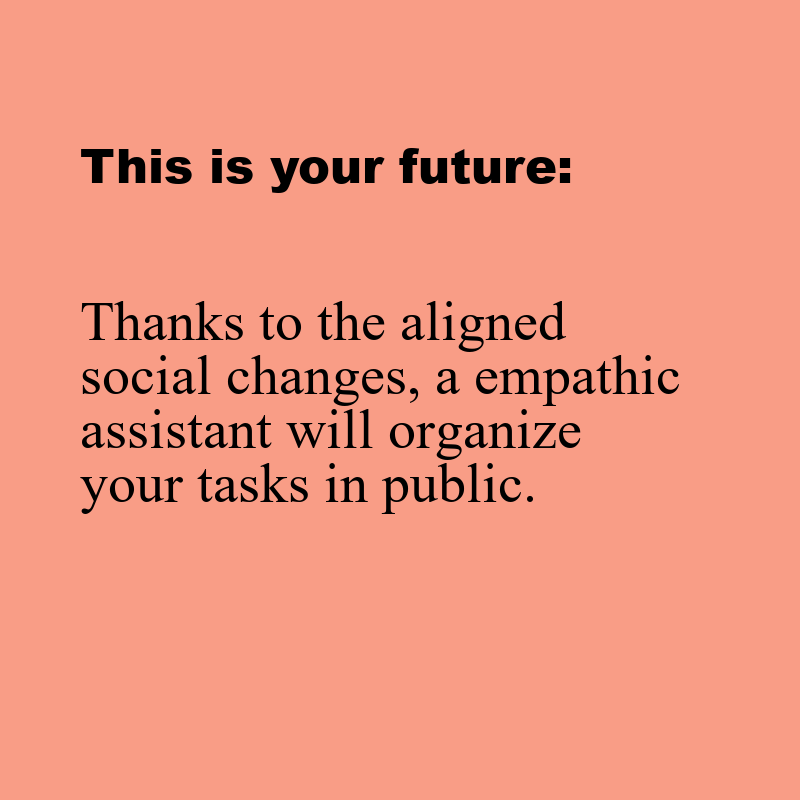 This is your future:
Thanks to the aligned
social changes, a empathic
assistant will organize
your tasks in public.